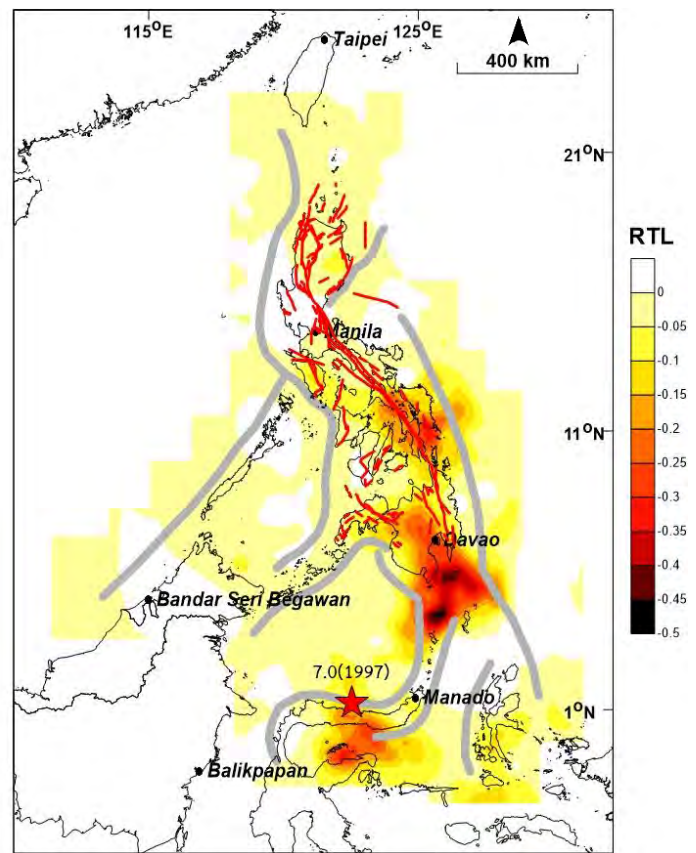 115°E
125°E
Taipei
400 km
21°N
RTL
0
-0.05
-0.1
-0.15
-0.2
-0.25
-0.3
-0.35
-0.4
-0.45
-0.5
Manila
11°N
Davao
Bandar Seri Begawan
7.0(1997)
Manado
1°N
Balikpapan